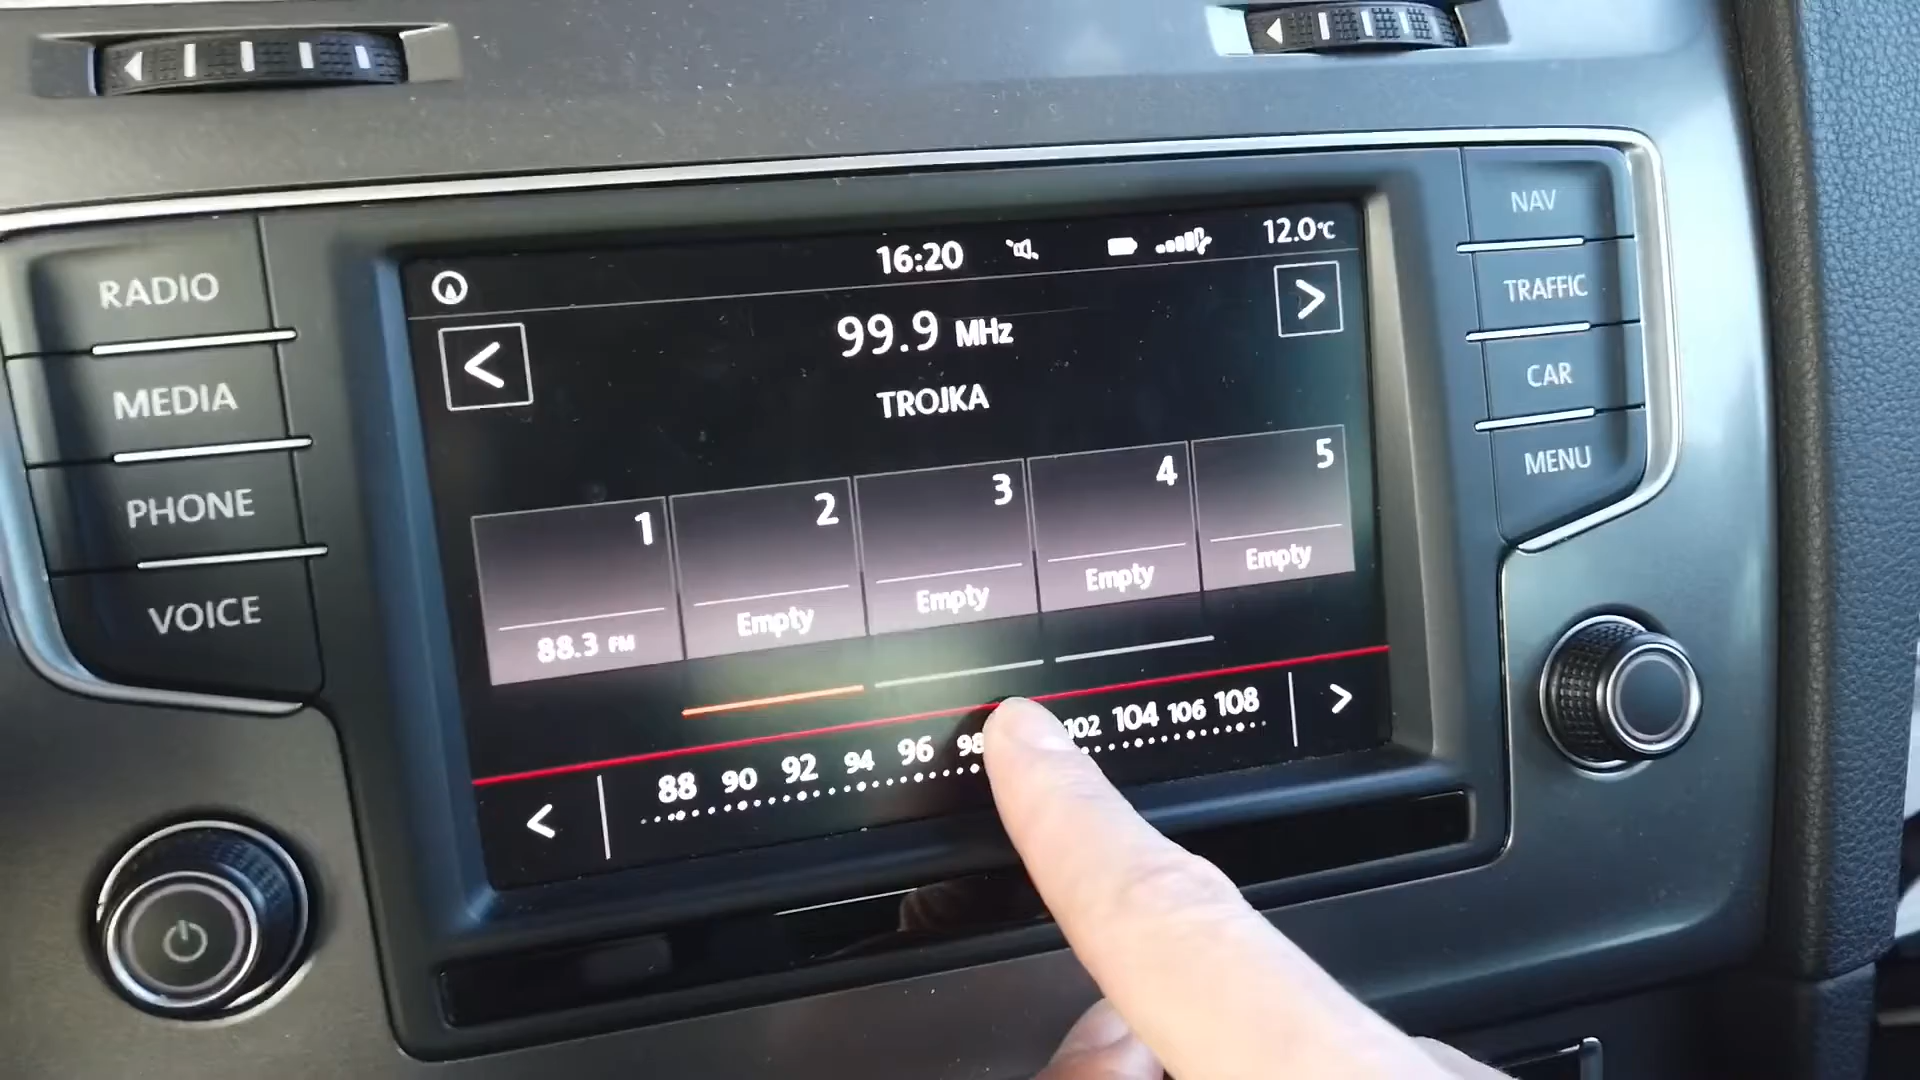 RADIO
MEDIA
PHONE
VOICE
16:20
12.0°C
99.9 MHz
TROJKA
1
88.3 FM
2
Empty
3
Empty
4
Empty
5
Empty
88 90 92 94 96 98 102 104 106 108
NAV
TRAFFIC
CAR
MENU